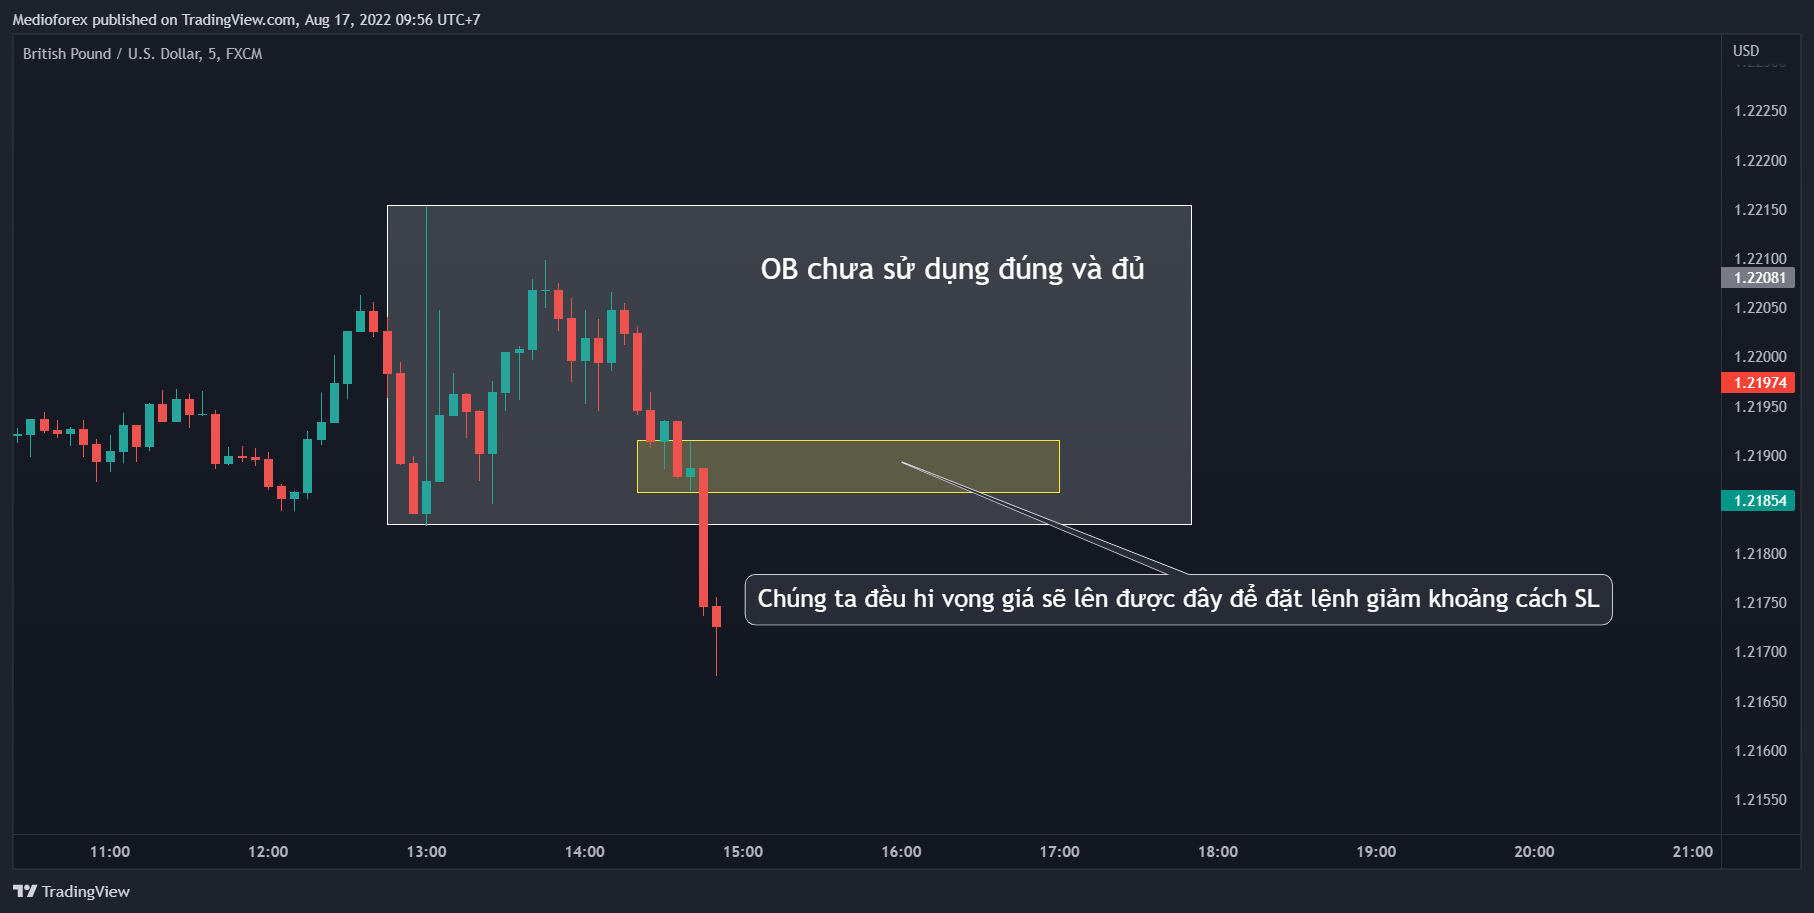 Medioforex published on TradingView.com, Aug 17, 2022 09:56 UTC+7
British Pound / U.S. Dollar, 5, FXCM
USD
1.22250
1.22200
1.22150
OB chưa sử dụng đúng và đủ
1.22100
1.22081
1.22050
1.22000
1.21974
1.21950
1.21900
1.21854
1.21800
Chúng ta đều hi vọng giá sẽ lên được đây để đặt lệnh giảm khoảng cách SL
1.21750
1.21700
1.21650
1.21600
1.21550
11:00 12:00 13:00 14:00 15:00 16:00 17:00 18:00 19:00 20:00 21:00
TradingView